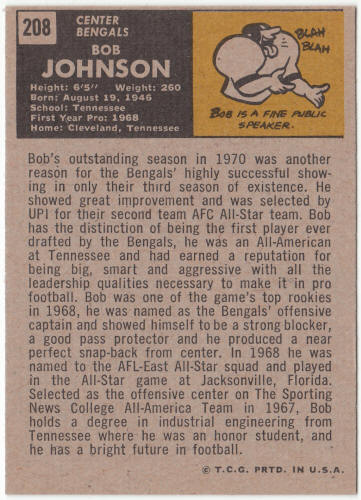 208
CENTER
BENGALS
BOB
JOHNSON
Height: 6'5" Weight: 260
Born: August 19, 1946
School: Tennessee
First Year Pro: 1968
Home: Cleveland, Tennessee
BLAH
BLAH
BOB IS A FINE PUBLIC
SPEAKER.
Bob's outstanding season in 1970 was another
reason for the Bengals' highly successful show-
ing in only their third season of existence. He
showed great improvement and was selected by
UPI for their second team AFC All-Star team. Bob
has the distinction of being the first player ever
drafted by the Bengals, he was an All-American
at Tennessee and had earned a reputation for
being big, smart and aggressive with all the
leadership qualities necessary to make it in pro
football. Bob was one of the game's top rookies
in 1968, he was named as the Bengals' offensive
captain and showed himself to be a strong blocker,
a good pass protector and he produced a near
perfect snap-back from center. In 1968 he was
named to the AFL-East All-Star squad and played
in the All-Star game at Jacksonville, Florida.
Selected as the offensive center on The Sporting
News College All-America Team in 1967, Bob
holds a degree in industrial engineering from
Tennessee where he was an honor student, and
he has a bright future in football.
© T.C.G. PRTD. IN U.S.A.